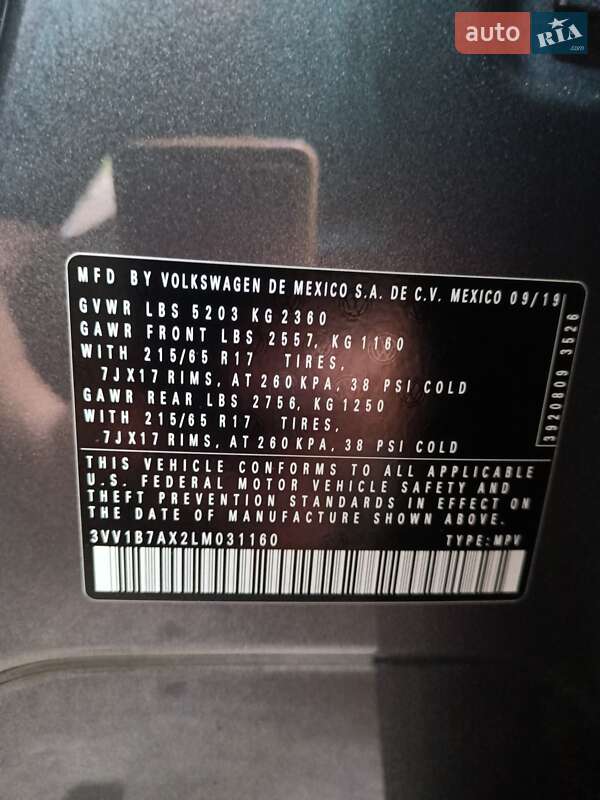 auto RIA.com
MFD BY VOLKSWAGEN DE MEXICO S.A. DE C.V. MEXICO 09/19
GVWR LBS 5203 KG 2360
GAWR FRONT LBS 2557, KG 1160
WITH 215/65 R17 TIRES,
7JX17 RIMS, AT 260 KPA, 38 PSI COLD
GAWR REAR LBS 2756, KG 1250
WITH 215/65 R17 TIRES,
7JX17 RIMS, AT 260 KPA, 38 PSI COLD
3920809 3526
THIS VEHICLE CONFORMS TO ALL APPLICABLE
U.S. FEDERAL MOTOR VEHICLE SAFETY AND
THEFT PREVENTION STANDARDS IN EFFECT ON
THE DATE OF MANUFACTURE SHOWN ABOVE.
3VV1B7AX2LM031160 TYPE: MPV